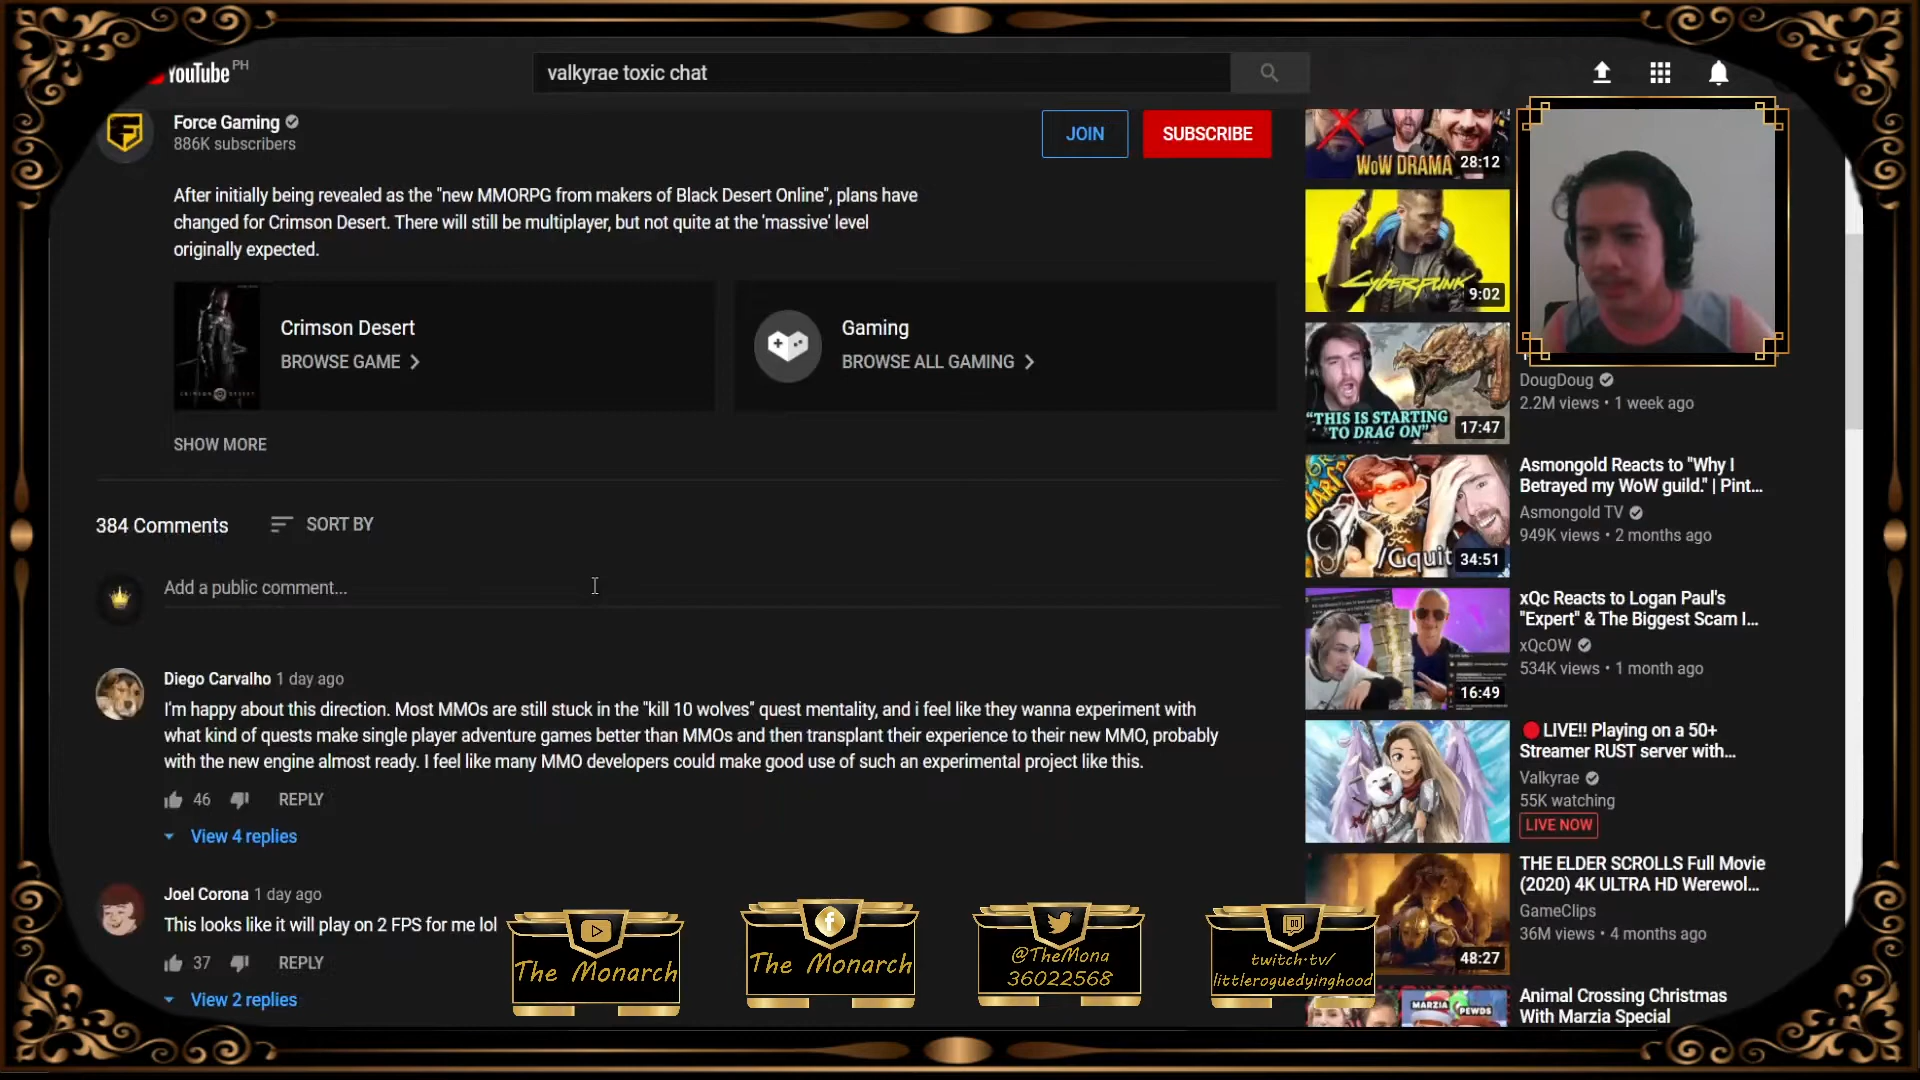 YouTube PH
valkyrae toxic chat
Force Gaming
886K subscribers
JOIN
SUBSCRIBE
After initially being revealed as the "new MMORPG from makers of Black Desert Online", plans have
changed for Crimson Desert. There will still be multiplayer, but not quite at the 'massive' level
originally expected.
Crimson Desert
BROWSE GAME
CRIMSON DESERT
Gaming
BROWSE ALL GAMING
SHOW MORE
384 Comments
SORT BY
Add a public comment...
Diego Carvalho 1 day ago
I'm happy about this direction. Most MMOs are still stuck in the "kill 10 wolves" quest mentality, and i feel like they wanna experiment with
what kind of quests make single player adventure games better than MMOs and then transplant their experience to their new MMO, probably
with the new engine almost ready. I feel like many MMO developers could make good use of such an experimental project like this.
46
REPLY
View 4 replies
Joel Corona 1 day ago
This looks like it will play on 2 FPS for me lol
37
REPLY
View 2 replies
The Monarch
The Monarch
@TheMona
36022568
twitch.tv/
littleroguedyinghood
WoW DRAMA
28:12
Cyberpunk
9:02
"THIS IS STARTING
TO DRAG ON"
17:47
DougDoug
2.2M views • 1 week ago
/Gquit
34:51
Asmongold Reacts to "Why I
Betrayed my WoW guild." | Pint...
Asmongold TV
949K views • 2 months ago
16:49
xQc Reacts to Logan Paul's
"Expert" & The Biggest Scam I...
xQcOW
534K views • 1 month ago
🔴 LIVE!! Playing on a 50+
Streamer RUST server with...
Valkyrae
55K watching
LIVE NOW
48:27
THE ELDER SCROLLS Full Movie
(2020) 4K ULTRA HD Werewol...
GameClips
36M views • 4 months ago
MARZIA
PEWDS
Animal Crossing Christmas
With Marzia Special